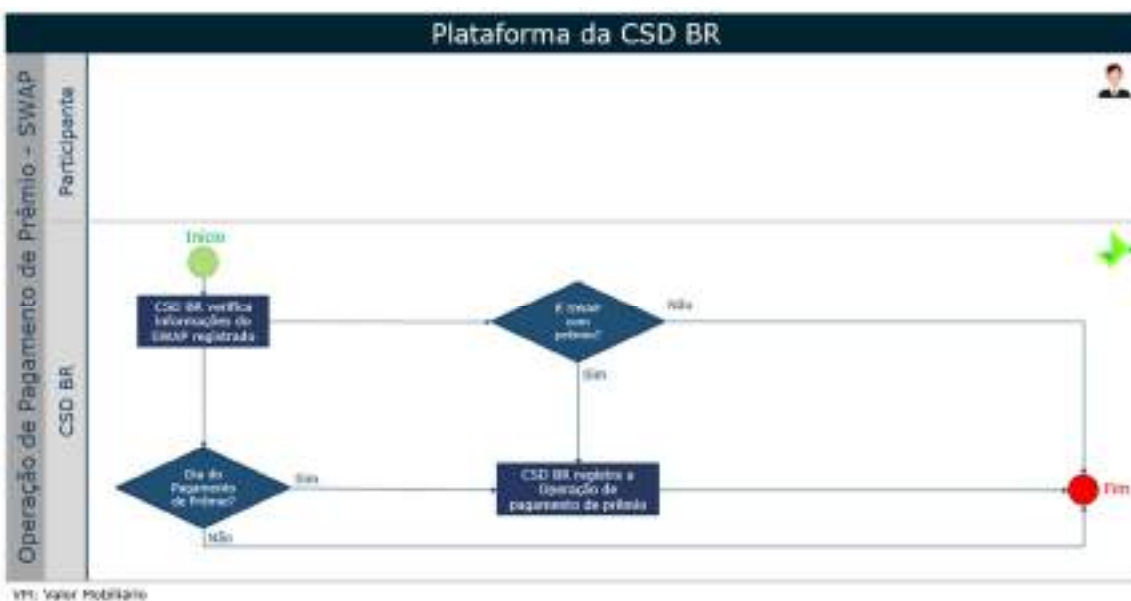 Plataforma da CSD BR
Operação de Pagamento de Prêmio - SWAP
Participante
CSD BR
Início
CSD BR verifica
informações do
SWAP registrado
É SWAP
com
prêmio?
Não
Sim
Dia do
Pagamento
de Prêmio?
Sim
Não
CSD BR registra a
Operação de
pagamento de prêmio
Fim
VM: Valor Mobiliário